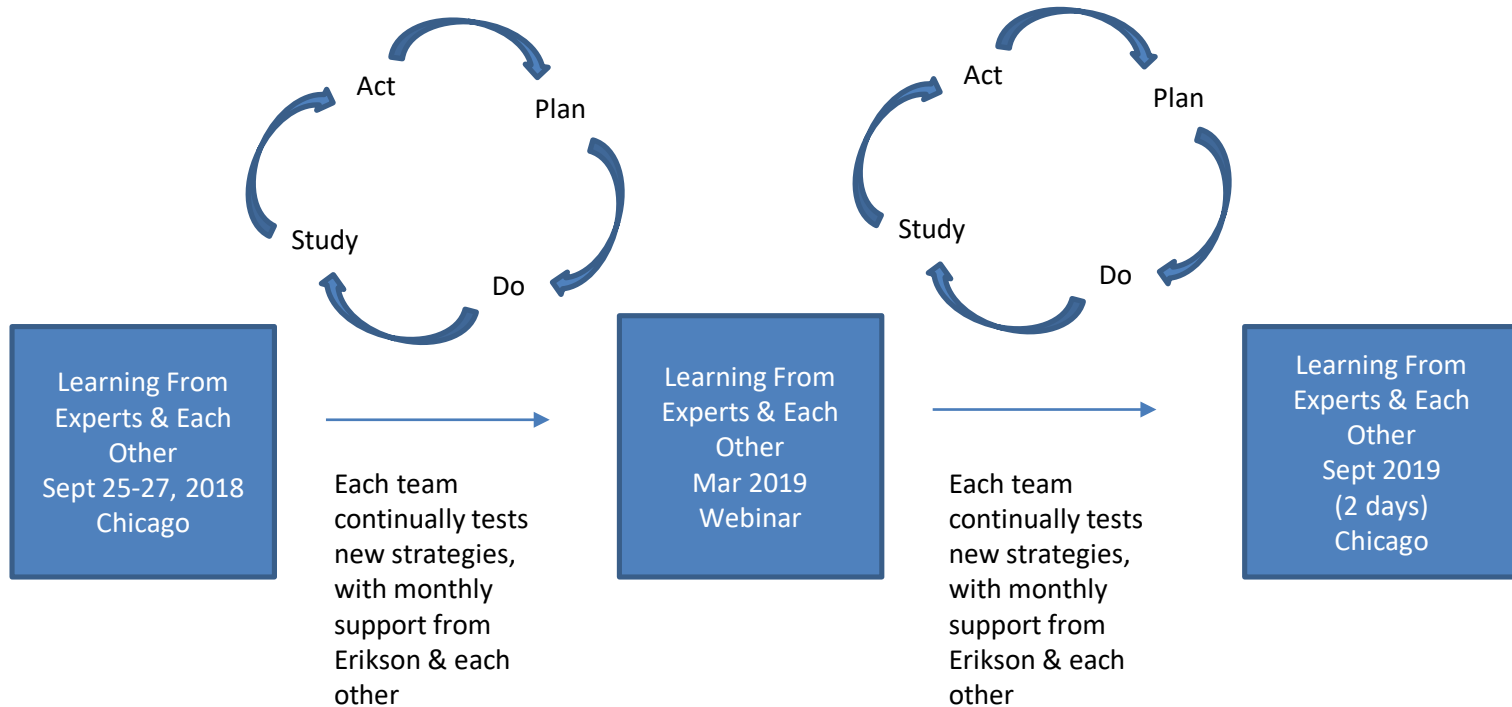 Act
Plan
Study
Do
Act
Plan
Study
Do
Learning From
Experts & Each
Other
Sept 25-27, 2018
Chicago
Each team
continually tests
new strategies,
with monthly
support from
Erikson & each
other
Learning From
Experts & Each
Other
Mar 2019
Webinar
Each team
continually tests
new strategies,
with monthly
support from
Erikson & each
other
Learning From
Experts & Each
Other
Sept 2019
(2 days)
Chicago